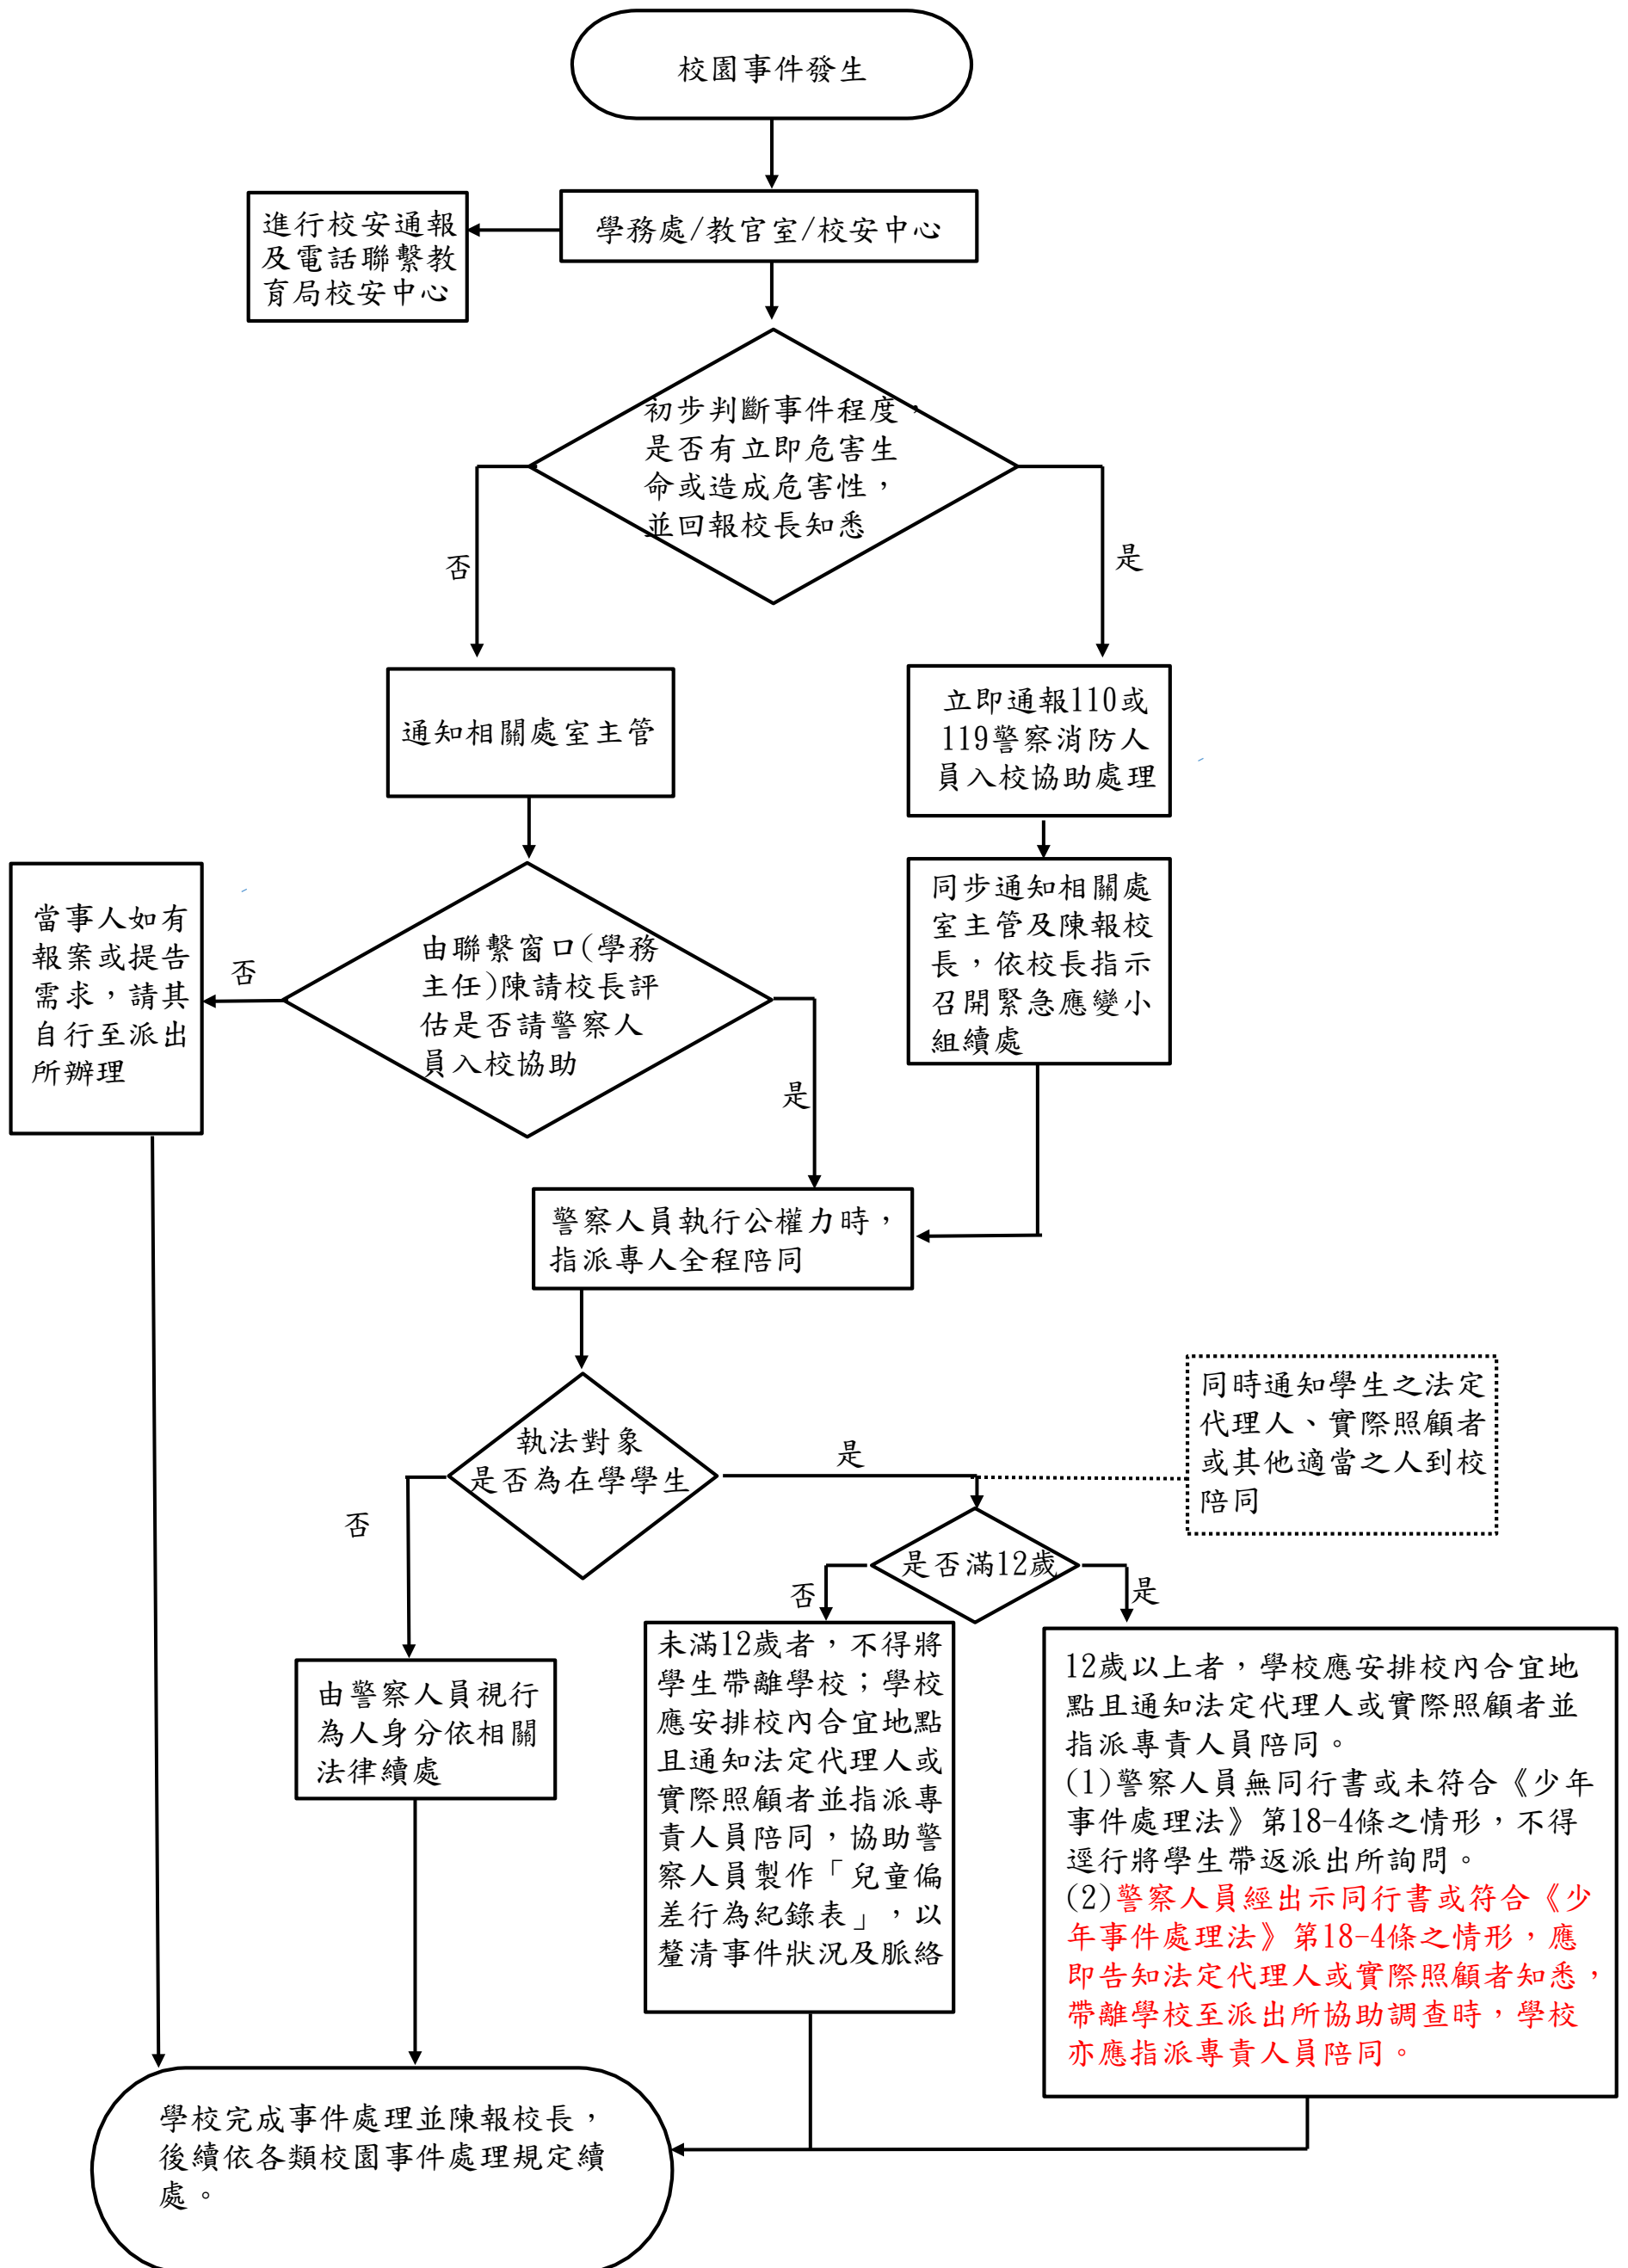 校園事件發生
學務處/教官室/校安中心
進行校安通報
及電話聯繫教
育局校安中心
初步判斷事件程度，
是否有立即危害生
命或造成危害性，
並回報校長知悉
否
是
通知相關處室主管
立即通報110或
119警察消防人
員入校協助處理
同步通知相關處
室主管及陳報校
長，依校長指示
召開緊急應變小
組續處
由聯繫窗口(學務
主任)陳請校長評
估是否請警察人
員入校協助
否
是
當事人如有
報案或提告
需求，請其
自行至派出
所辦理
警察人員執行公權力時，
指派專人全程陪同
執法對象
是否為在學學生
否
是
同時通知學生之法定
代理人、實際照顧者
或其他適當之人到校
陪同
是否滿12歲
否
是
由警察人員視行
為人身分依相關
法律續處
未滿12歲者，不得將
學生帶離學校；學校
應安排校內合宜地點
且通知法定代理人或
實際照顧者並指派專
責人員陪同，協助警
察人員製作「兒童偏
差行為紀錄表」，以
釐清事件狀況及脈絡
12歲以上者，學校應安排校內合宜地
點且通知法定代理人或實際照顧者並
指派專責人員陪同。
(1)警察人員無同行書或未符合《少年
事件處理法》第18-4條之情形，不得
逕行將學生帶返派出所詢問。
(2)警察人員經出示同行書或符合《少
年事件處理法》第18-4條之情形，應
即告知法定代理人或實際照顧者知悉，
帶離學校至派出所協助調查時，學校
亦應指派專責人員陪同。
學校完成事件處理並陳報校長，
後續依各類校園事件處理規定續
處。